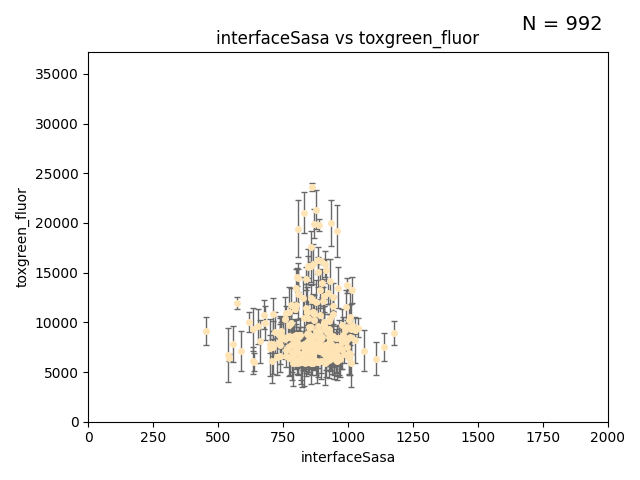 N = 992
interfaceSasa vs toxgreen_fluor
35000
30000
25000
20000
15000
10000
5000
0
toxgreen_fluor
0 250 500 750 1000 1250 1500 1750 2000
interfaceSasa